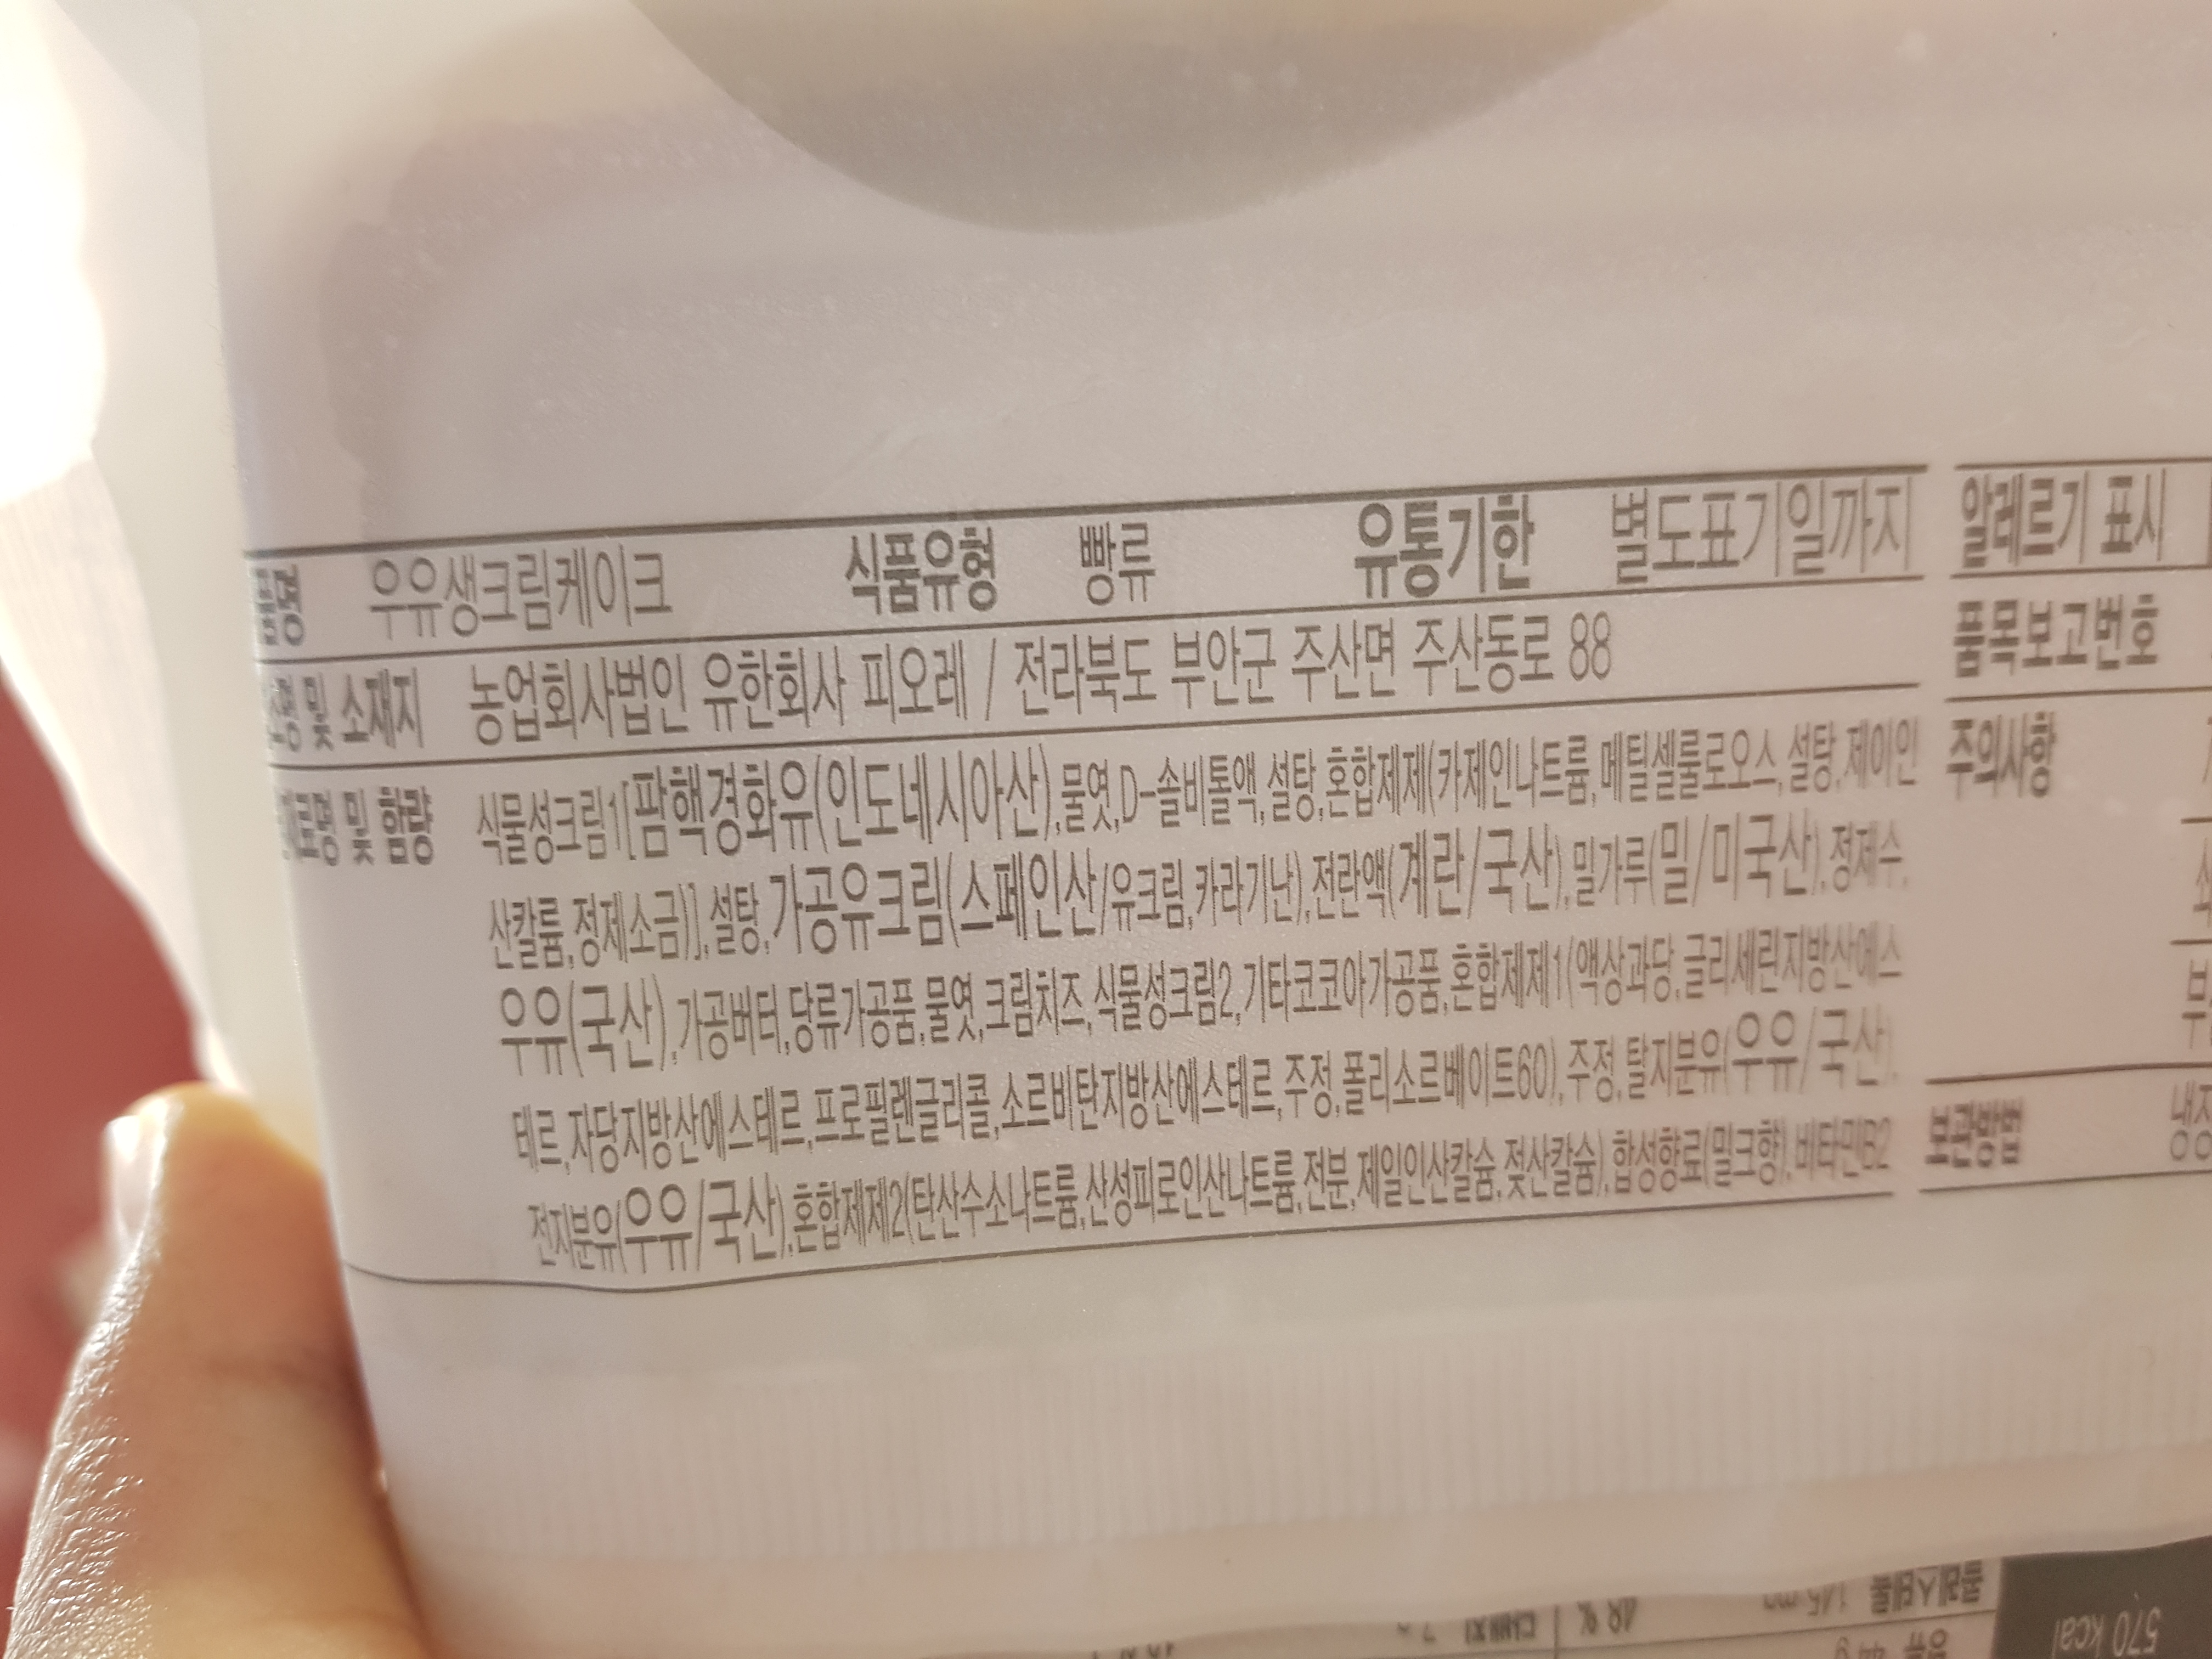 우유생크림케이크 식품유형 빵류 유통기한 별도표기일까지
및 소재지 농업회사법인 유한회사 피오레 / 전라북도 부안군 주산면 주산동로 88
및 함량 식물성크림1[팜핵경화유(인도네시아산),물엿,D-솔비톨액,설탕,혼합제제(카제인나트륨,메틸셀룰로오스,설탕,제이인
산칼륨,정제소금)],설탕,가공유크림(스페인산/유크림,카라기난),전란액(계란/국산),밀가루(밀/미국산),정제수,
우유(국산),가공버터,당류가공품,물엿,크림치즈,식물성크림2,기타코코아가공품,혼합제제1(액상과당,글리세린지방산에스
테르,자당지방산에스테르,프로필렌글리콜,소르비탄지방산에스테르,주정,폴리소르베이트60),주정,탈지분유(우유/국산),
전지분유(우유/국산),혼합제제2(탄산수소나트륨,산성피로인산나트륨,전분,제일인산칼슘,젖산칼슘),합성향료(밀크향),비타민B2
알레르기 표시
품목보고번호
주의사항
보관방법
570 kcal